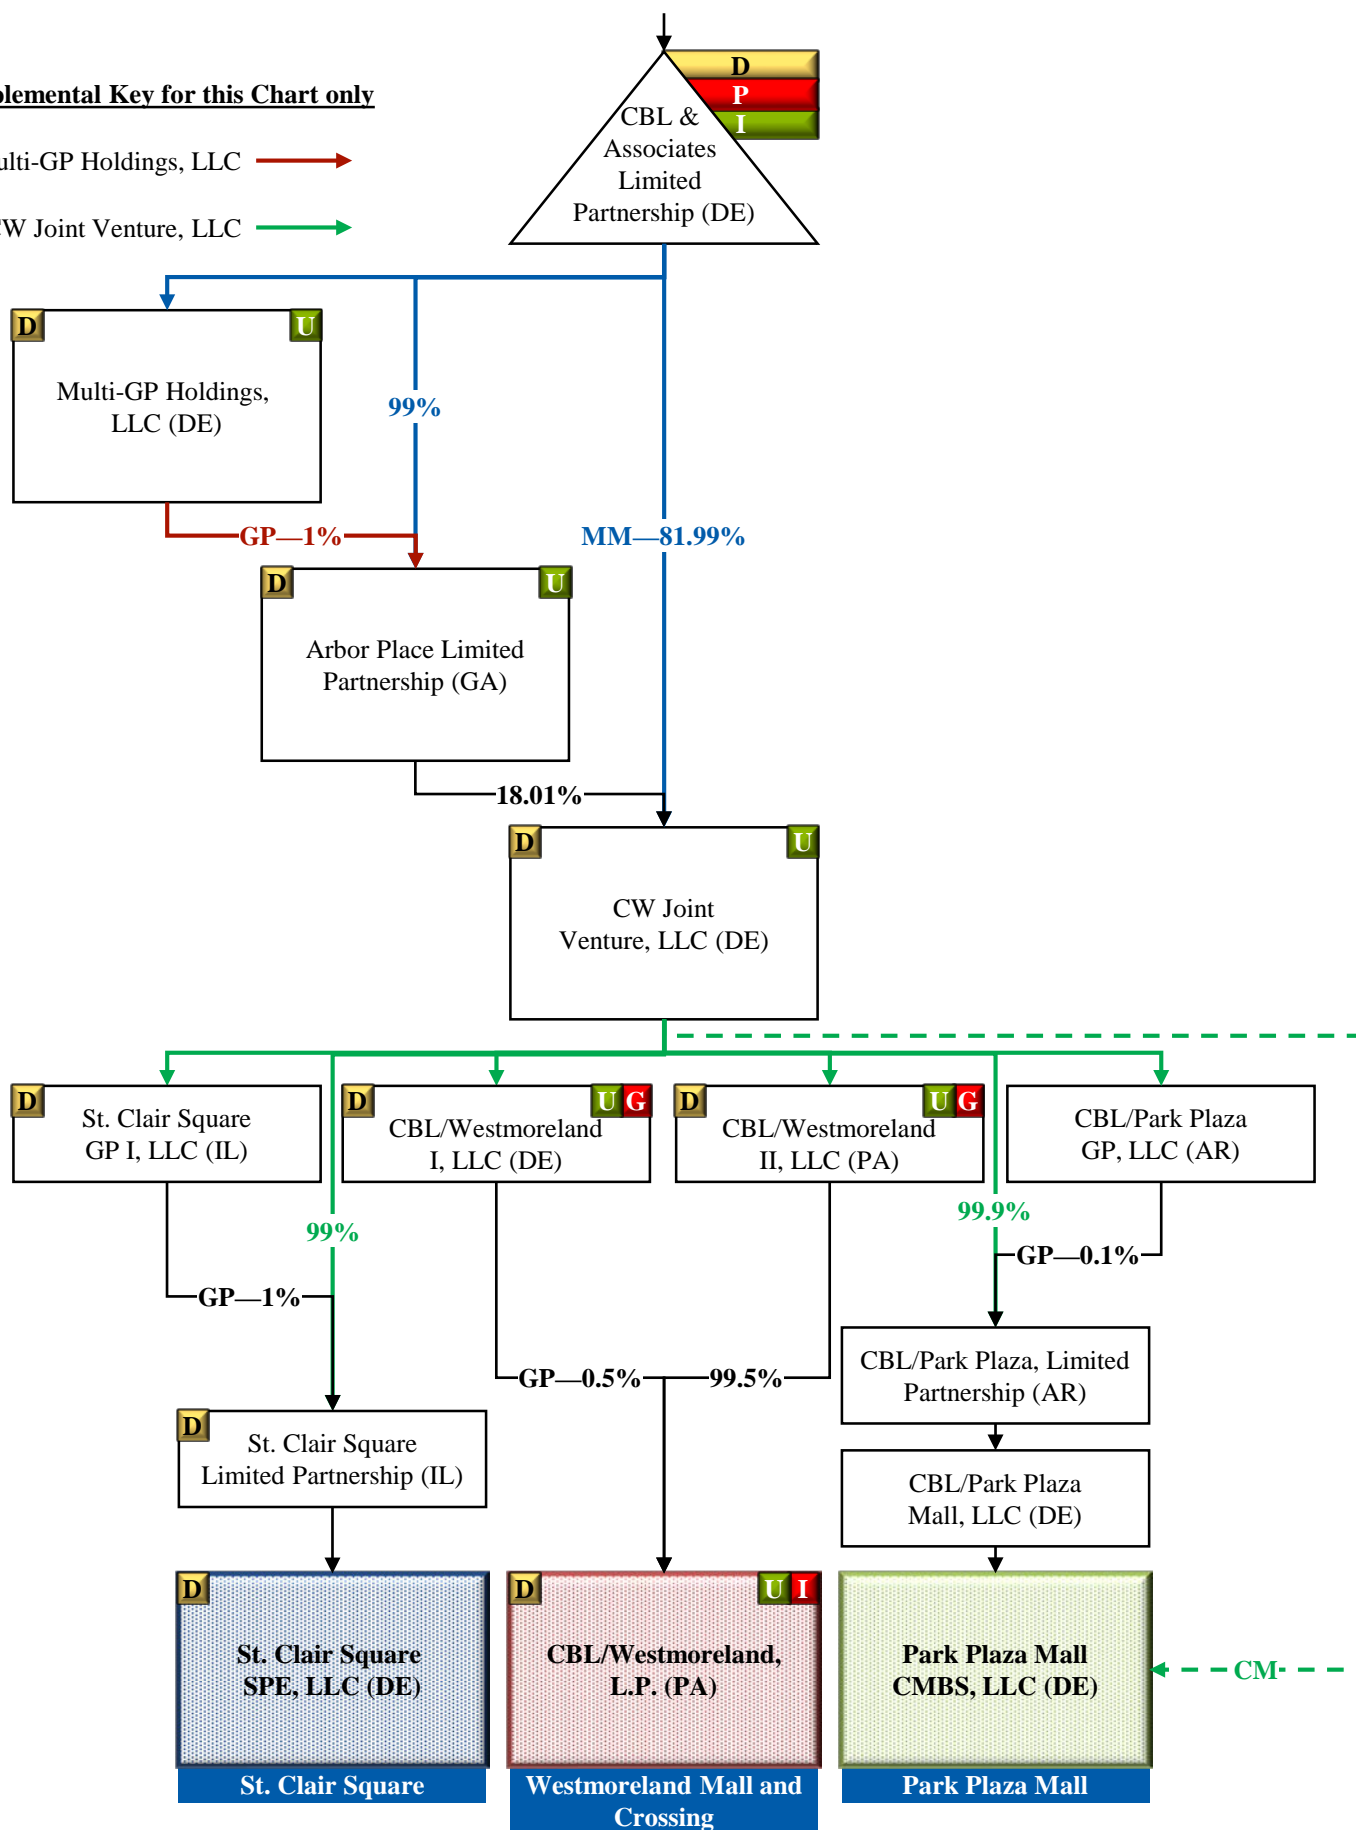 plemental Key for this Chart only
ulti-GP Holdings, LLC
CW Joint Venture, LLC
D
P
I
CBL &
Associates
Limited
Partnership (DE)
D
U
Multi-GP Holdings,
LLC (DE)
99%
GP—1%
MM—81.99%
D
U
Arbor Place Limited
Partnership (GA)
18.01%
D
U
CW Joint
Venture, LLC (DE)
D
St. Clair Square
GP I, LLC (IL)
D
U G
CBL/Westmoreland
I, LLC (DE)
D
U G
CBL/Westmoreland
II, LLC (PA)
CBL/Park Plaza
GP, LLC (AR)
99%
99.9%
GP—0.1%
GP—1%
GP—0.5%
99.5%
CBL/Park Plaza, Limited
Partnership (AR)
D
St. Clair Square
Limited Partnership (IL)
CBL/Park Plaza
Mall, LLC (DE)
D
St. Clair Square
SPE, LLC (DE)
D
U I
CBL/Westmoreland,
L.P. (PA)
Park Plaza Mall
CMBS, LLC (DE)
CM
St. Clair Square
Westmoreland Mall and
Crossing
Park Plaza Mall